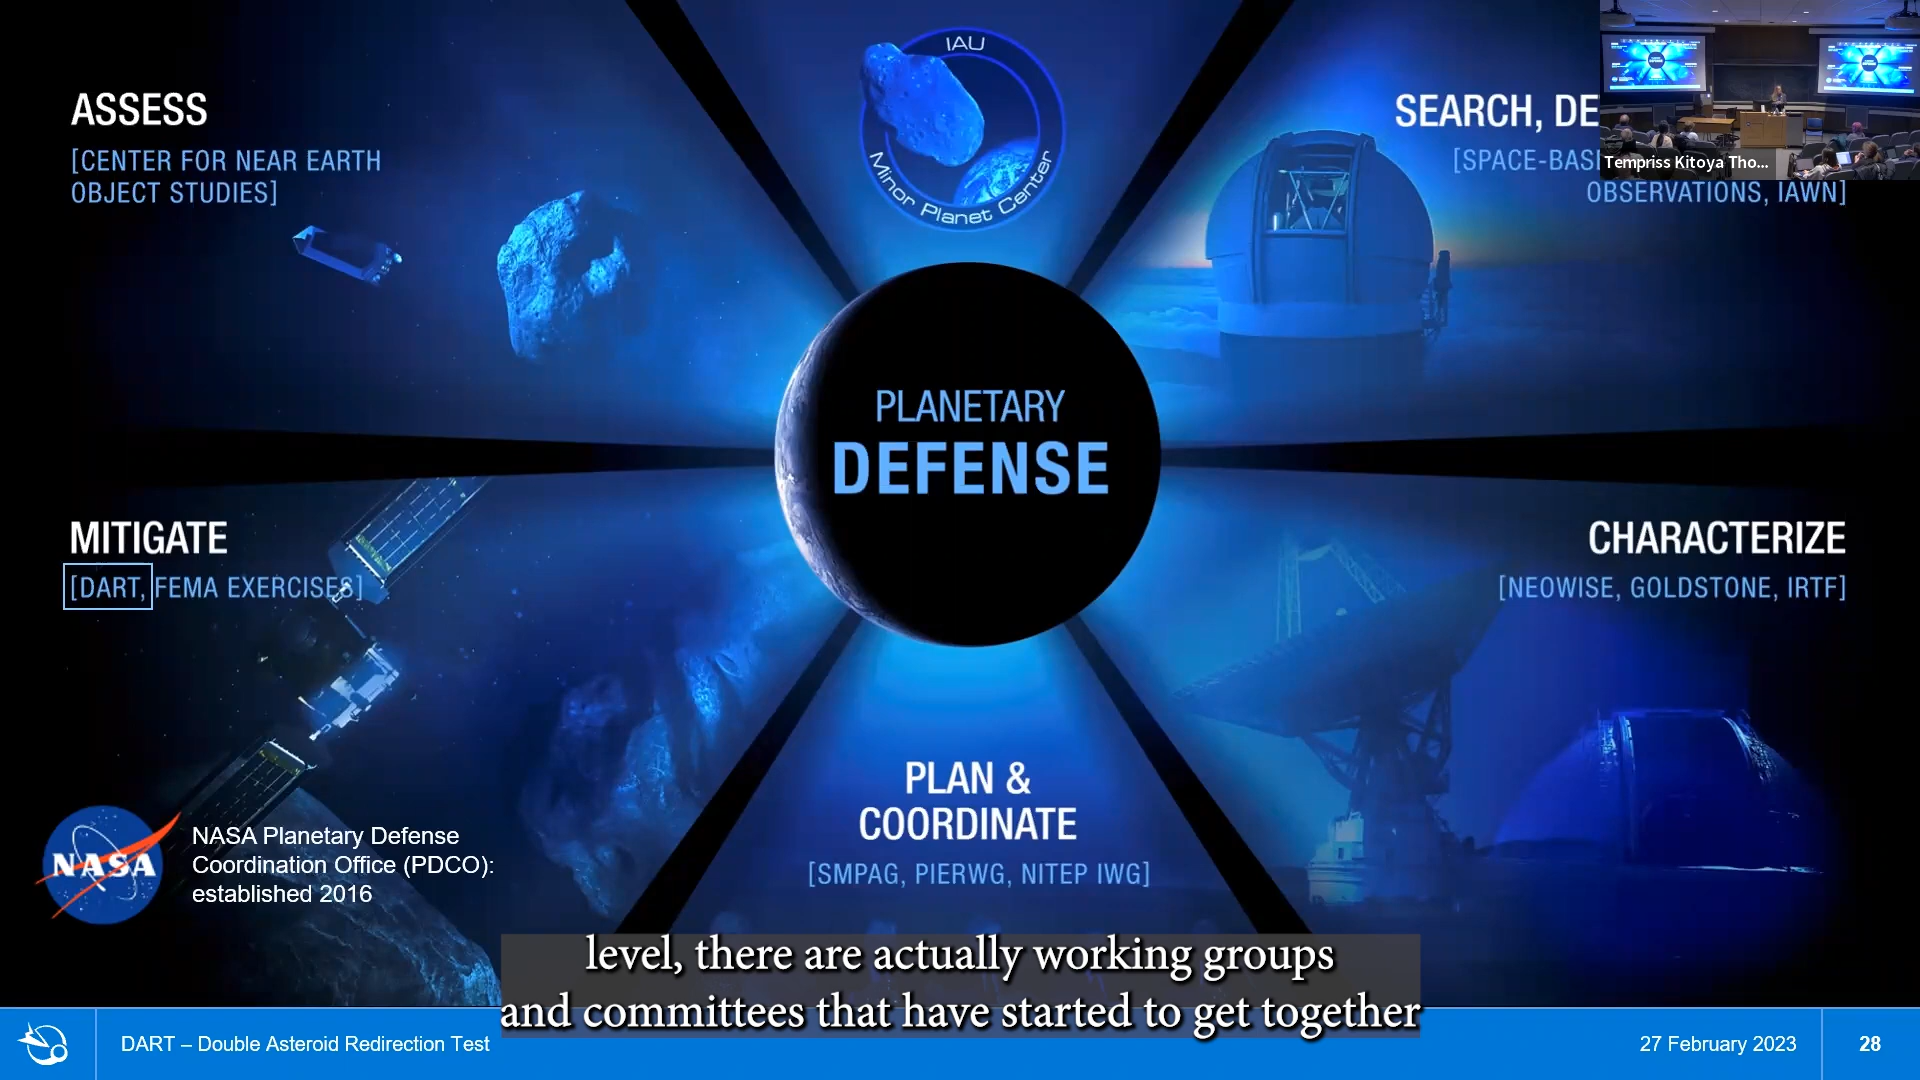 ASSESS
[CENTER FOR NEAR EARTH
OBJECT STUDIES]
IAU
Minor Planet Center
SEARCH, DE
[SPACE-BAS
OBSERVATIONS, IAWN]
Tempriss Kitoya Tho...
PLANETARY
DEFENSE
MITIGATE
[DART, FEMA EXERCISES]
CHARACTERIZE
[NEOWISE, GOLDSTONE, IRTF]
PLAN &
COORDINATE
[SMPAG, PIERWG, NITEP IWG]
NASA
NASA Planetary Defense
Coordination Office (PDCO):
established 2016
level, there are actually working groups
and committees that have started to get together
DART – Double Asteroid Redirection Test
27 February 2023
28